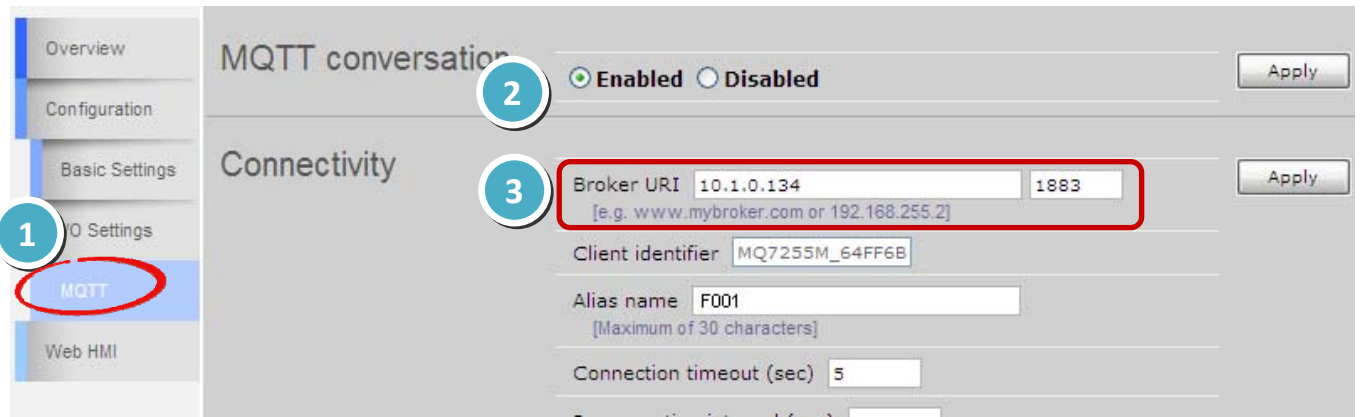 Overview
Configuration
Basic Settings
1
/O Settings
MQTT
Web HMI
MQTT conversation
2
Enabled Disabled
Apply
Connectivity
3
Broker URI 10.1.0.134 1883
Apply
[e.g. www.mybroker.com or 192.168.255.2]
Client identifier MQ7255M_64FF6B
Alias name F001
[Maximum of 30 characters]
Connection timeout (sec) 5